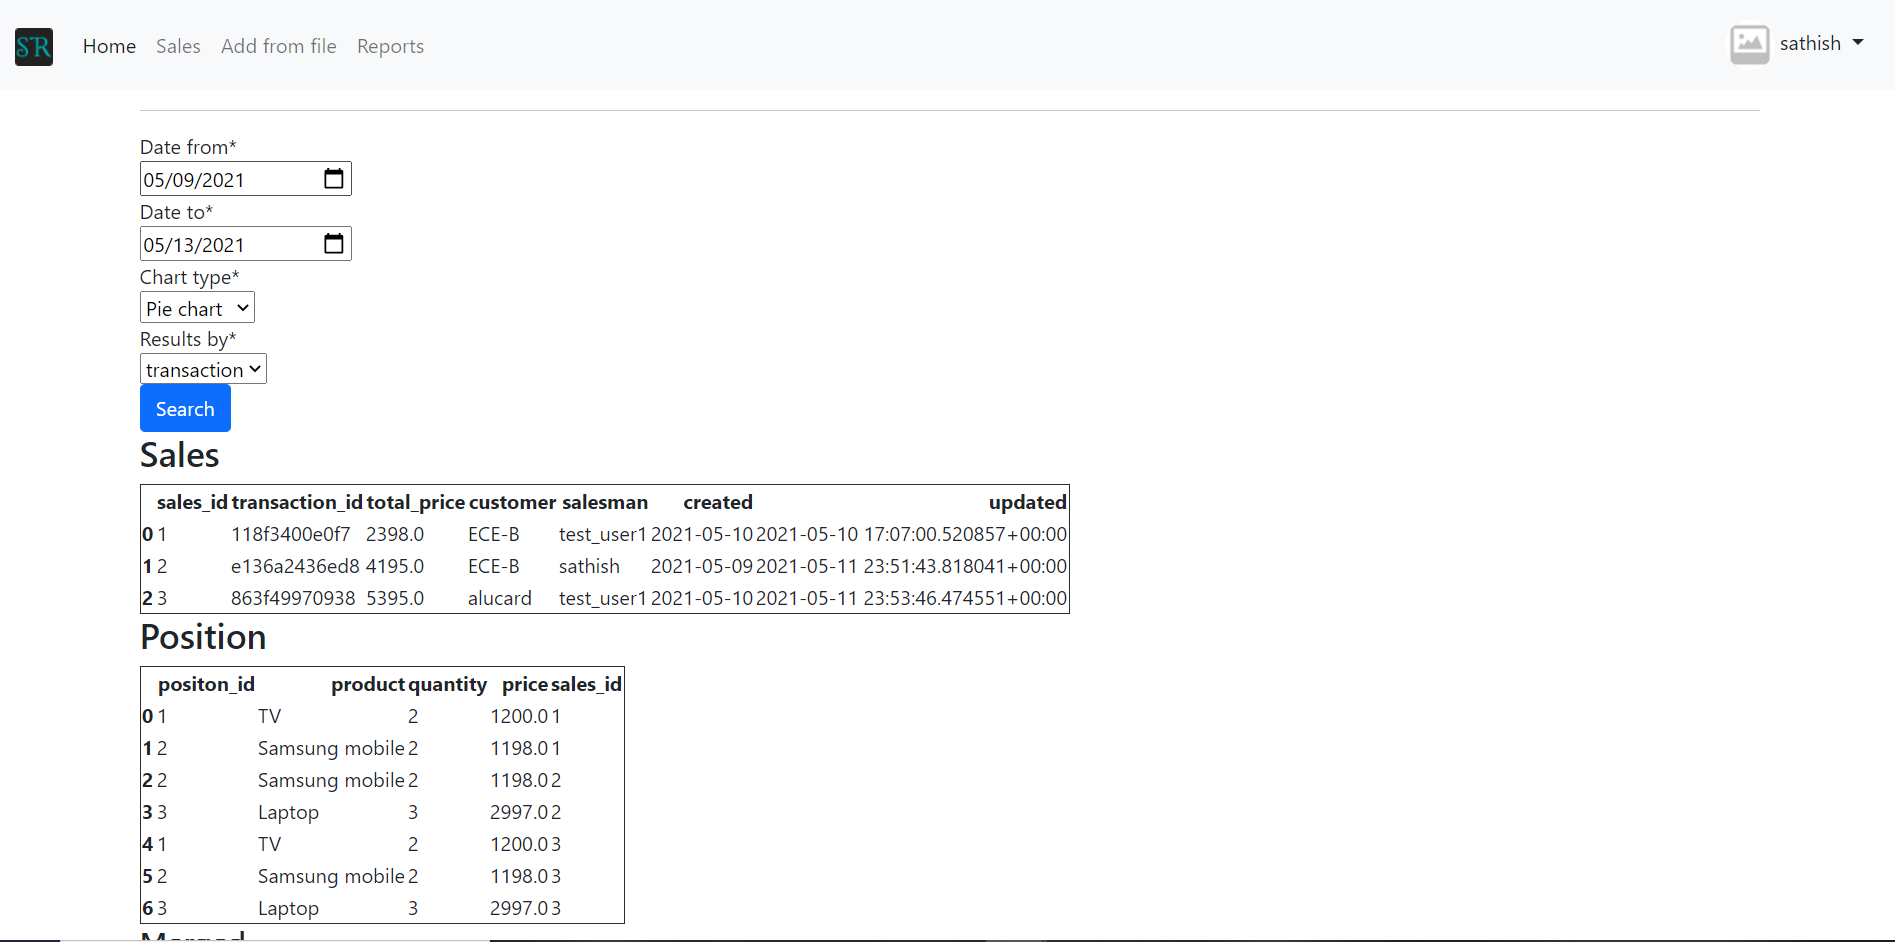 SR Home Sales Add from file Reports sathish
Date from*
05/09/2021
Date to*
05/13/2021
Chart type*
Pie chart
Results by*
transaction
Search
Sales
sales_id transaction_id total_price customer salesman created updated
0 1 118f3400e0f7 2398.0 ECE-B test_user1 2021-05-10 2021-05-10 17:07:00.520857+00:00
1 2 e136a2436ed8 4195.0 ECE-B sathish 2021-05-09 2021-05-11 23:51:43.818041+00:00
2 3 863f49970938 5395.0 alucard test_user1 2021-05-10 2021-05-11 23:53:46.474551+00:00
Position
positon_id product quantity price sales_id
0 1 TV 2 1200.0 1
1 2 Samsung mobile 2 1198.0 1
2 2 Samsung mobile 2 1198.0 2
3 3 Laptop 3 2997.0 2
4 1 TV 2 1200.0 3
5 2 Samsung mobile 2 1198.0 3
6 3 Laptop 3 2997.0 3